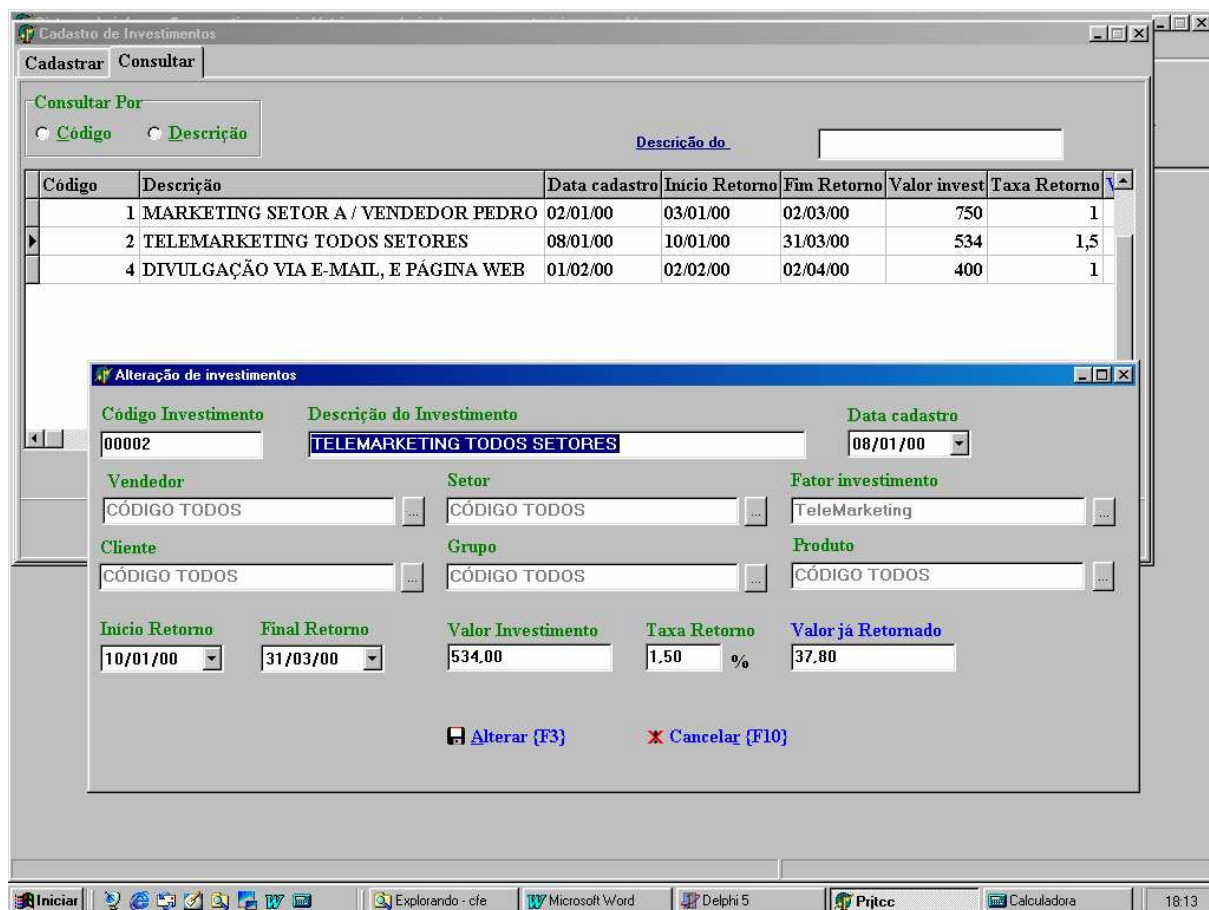 Cadastro de Investimentos
Cadastrar Consultar
Consultar Por
Código Descrição
Descrição do
Código Descrição Data cadastro Início Retorno Fim Retorno Valor invest Taxa Retorno
1 MARKETING SETOR A / VENDEDOR PEDRO 02/01/00 03/01/00 02/03/00 750 1
2 TELEMARKETING TODOS SETORES 08/01/00 10/01/00 31/03/00 534 1,5
4 DIVULGAÇÃO VIA E-MAIL, E PÁGINA WEB 01/02/00 02/02/00 02/04/00 400 1
Alteração de investimentos
Código Investimento Descrição do Investimento Data cadastro
00002 TELEMARKETING TODOS SETORES 08/01/00
Vendedor Setor Fator investimento
CÓDIGO TODOS ... CÓDIGO TODOS ... TeleMarketing ...
Cliente Grupo Produto
CÓDIGO TODOS ... CÓDIGO TODOS ... CÓDIGO TODOS ...
Início Retorno Final Retorno Valor Investimento Taxa Retorno Valor já Retornado
10/01/00 31/03/00 534,00 1,50 % 37,80
Alterar {F3} Cancelar {F10}
Iniciar Explorando - cfe Microsoft Word Delphi 5 Prjtcc Calculadora 18:13